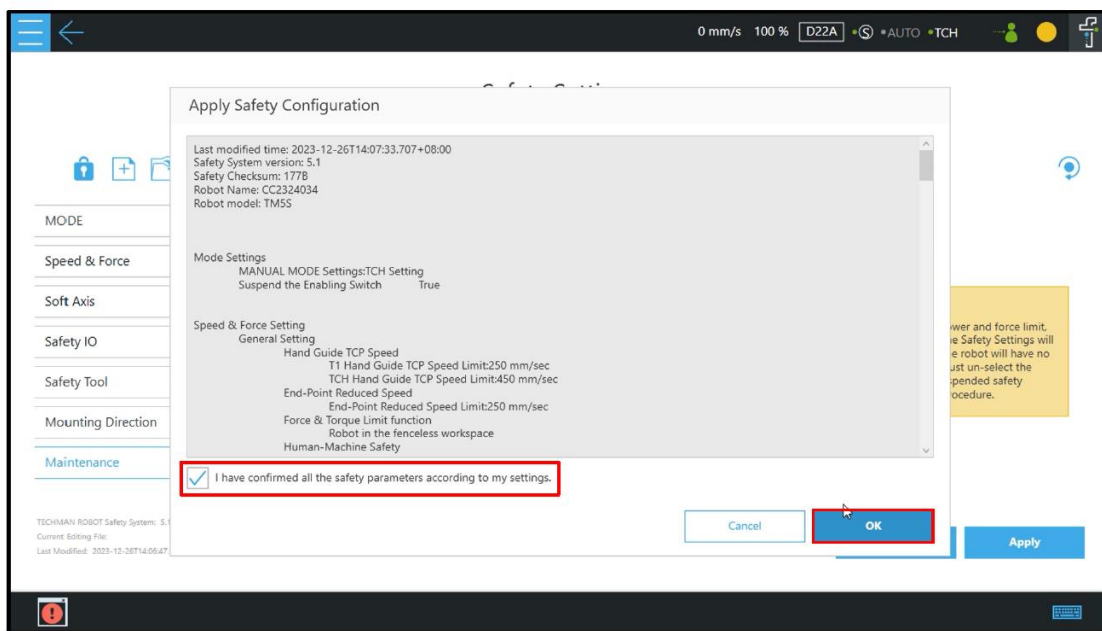 0 mm/s 100 % D22A S AUTO TCH
Apply Safety Configuration
Last modified time: 2023-12-26T14:07:33.707+08:00
Safety System version: 5.1
Safety Checksum: 177B
Robot Name: CC2324034
Robot model: TM5S
Mode Settings
MANUAL MODE Settings:TCH Setting
Suspend the Enabling Switch True
Speed & Force Setting
General Setting
Hand Guide TCP Speed
T1 Hand Guide TCP Speed Limit:250 mm/sec
TCH Hand Guide TCP Speed Limit:450 mm/sec
End-Point Reduced Speed
End-Point Reduced Speed Limit:250 mm/sec
Force & Torque Limit function
Robot in the fenceless workspace
Human-Machine Safety
I have confirmed all the safety parameters according to my settings.
Cancel OK
MODE
Speed & Force
Soft Axis
Safety IO
Safety Tool
Mounting Direction
Maintenance
wer and force limit,
e Safety Settings will
e robot will have no
ust un-select the
pended safety
ocedure.
TECHMAN ROBOT Safety System: 5.1
Current Editing File:
Last Modified: 2023-12-26T14:06:47
Apply